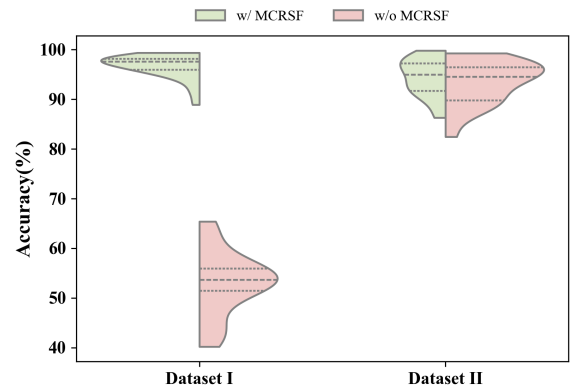 w/ MCRSF w/o MCRSF
100
90
80
70
60
50
40
Accuracy(%)
Dataset I Dataset II